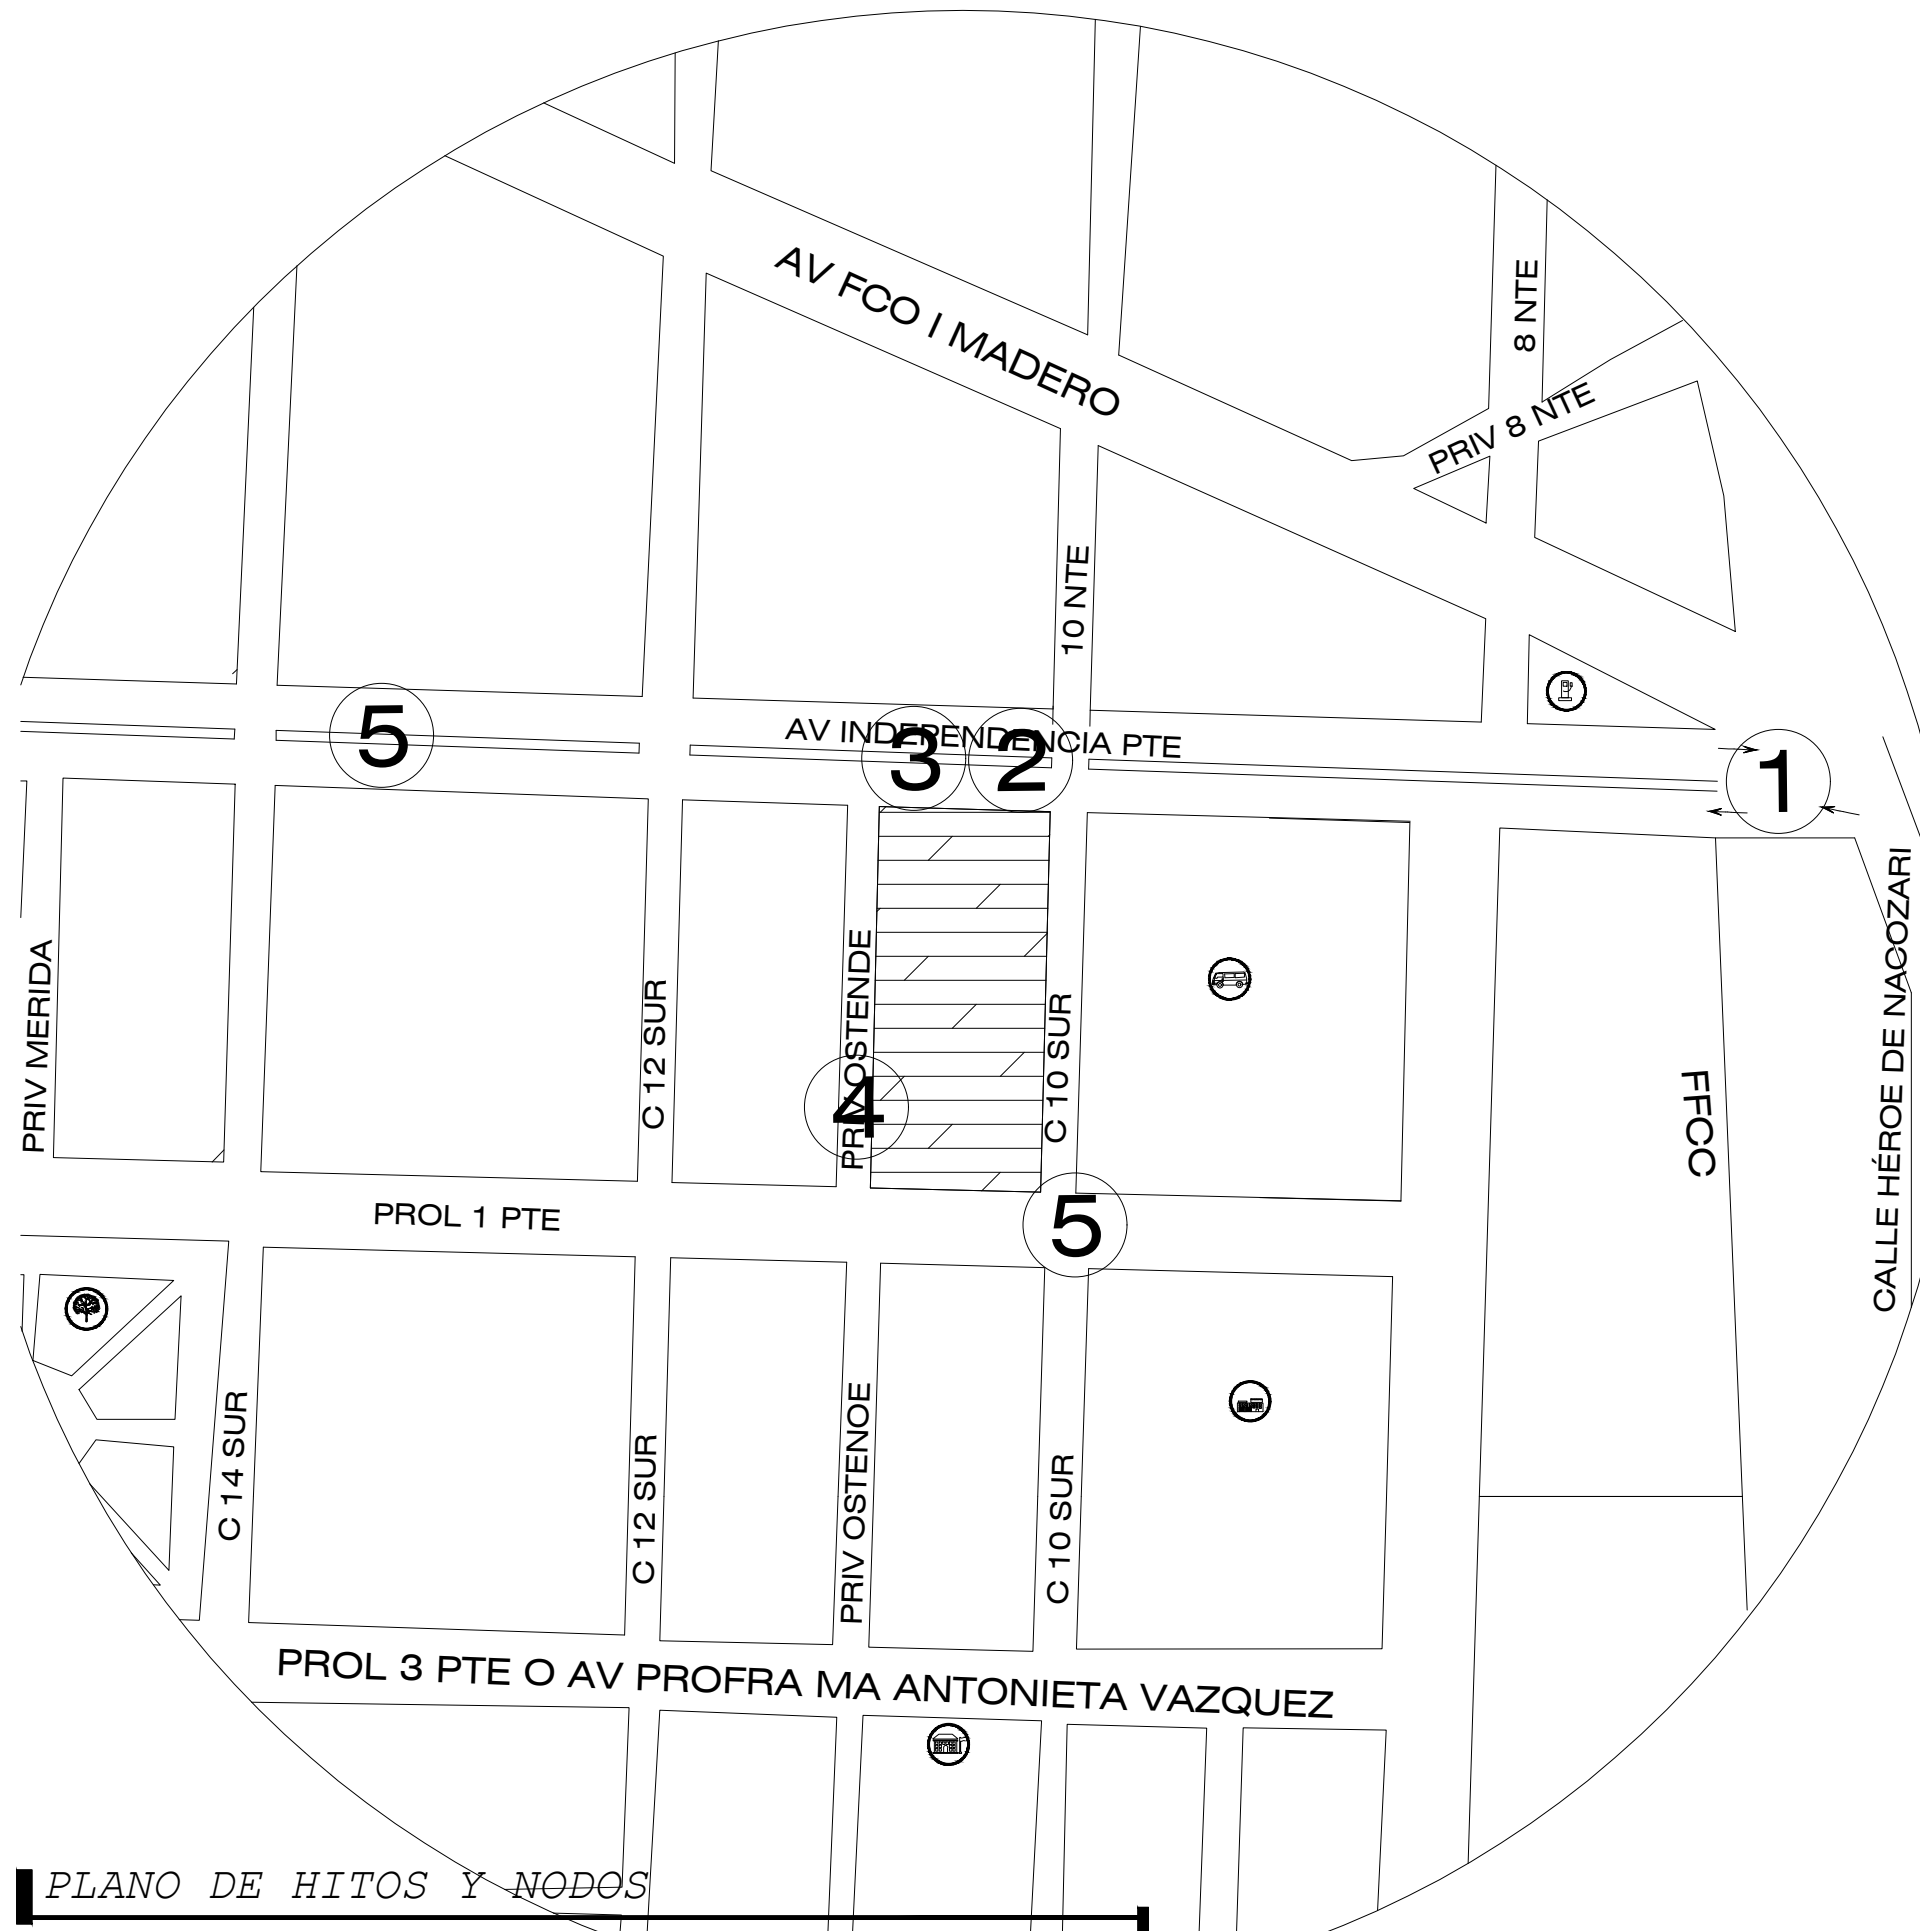 AV FCO I MADERO
8 NTE
PRIV 8 NTE
10 NTE
5
AV INDEPENDENCIA PTE
3
2
1
PRIV MERIDA
C 12 SUR
PRIV OSTENDE
4
C 10 SUR
FFCC
CALLE HÉROE DE NACOZARI
PROL 1 PTE
5
C 14 SUR
C 12 SUR
PRIV OSTENOE
C 10 SUR
PROL 3 PTE O AV PROFRA MA ANTONIETA VAZQUEZ
PLANO DE HITOS Y NODOS